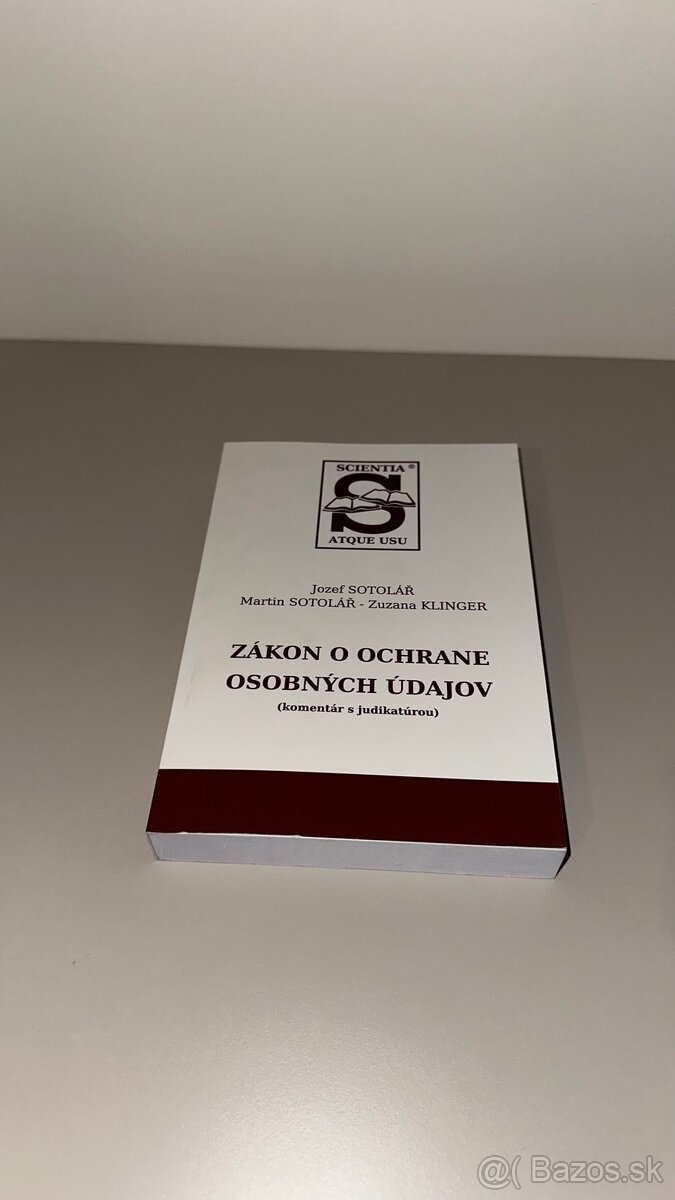 SCIENTIA ®
S
ATQUE USU
Jozef SOTOLÁŘ
Martin SOTOLÁŘ - Zuzana KLINGER
ZÁKON O OCHRANE
OSOBNÝCH ÚDAJOV
(komentár s judikatúrou)
@( Bazos.sk